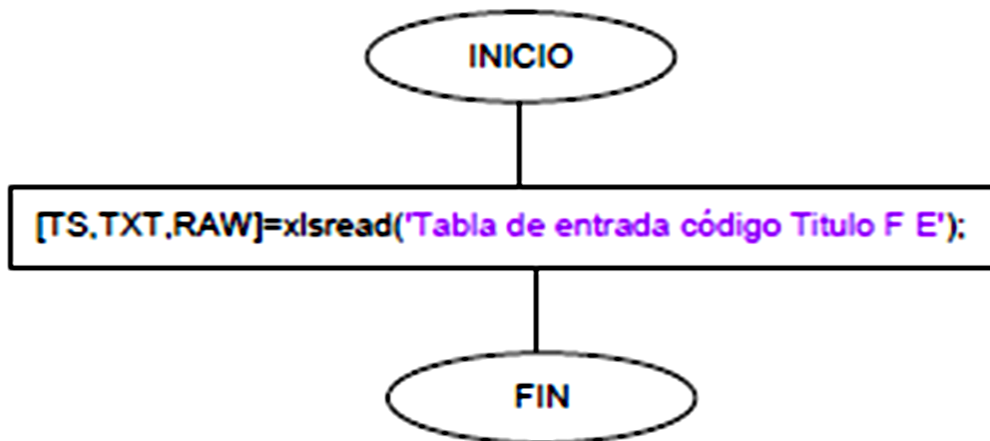 INICIO
[TS,TXT,RAW]=xlsread('Tabla de entrada código Titulo F E');
FIN